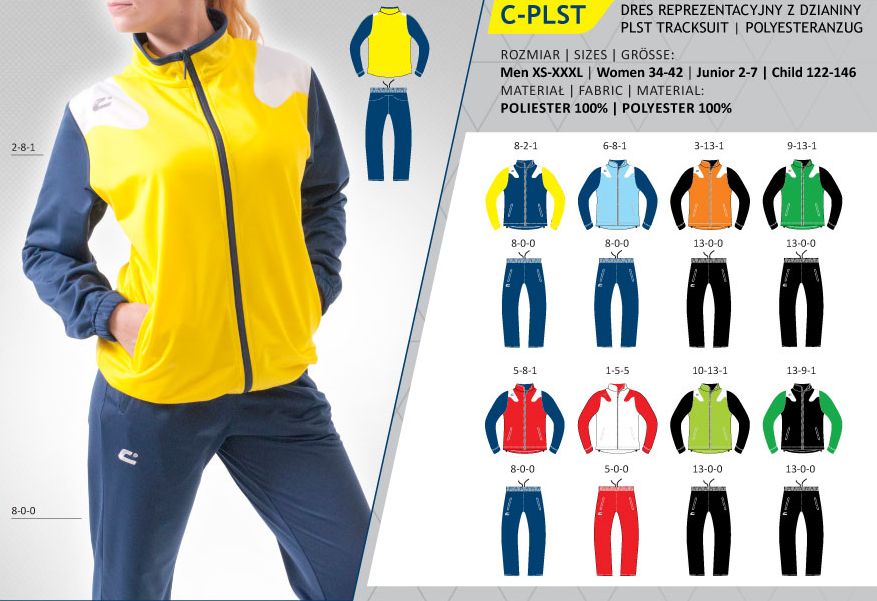 C-PLST
DRES REPREZENTACYJNY Z DZIANINY
PLST TRACKSUIT | POLYESTERANZUG
ROZMIAR | SIZES | GRÖSSE:
Men XS-XXXL | Women 34-42 | Junior 2-7 | Child 122-146
MATERIAŁ | FABRIC | MATERIAL:
POLIESTER 100% | POLYESTER 100%
2-8-1
8-0-0
8-2-1 6-8-1 3-13-1 9-13-1
8-0-0 8-0-0 13-0-0 13-0-0
5-8-1 1-5-5 10-13-1 13-9-1
8-0-0 5-0-0 13-0-0 13-0-0